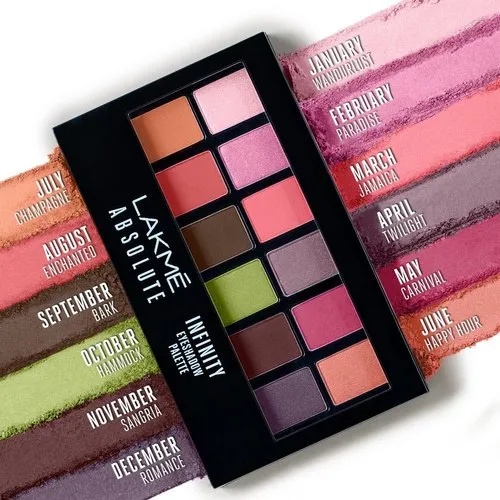 LAKMÉ
ABSOLUTE
INFINITY
EYESHADOW
PALETTE
JANUARY
WANDURLUST
FEBRUARY
PARADISE
MARCH
JAMAICA
APRIL
TWILIGHT
MAY
CARNIVAL
JUNE
HAPPY HOUR
JULY
CHAMPAGNE
AUGUST
ENCHANTED
SEPTEMBER
BARK
OCTOBER
HAMMOCK
NOVEMBER
SANGRIA
DECEMBER
ROMANCE